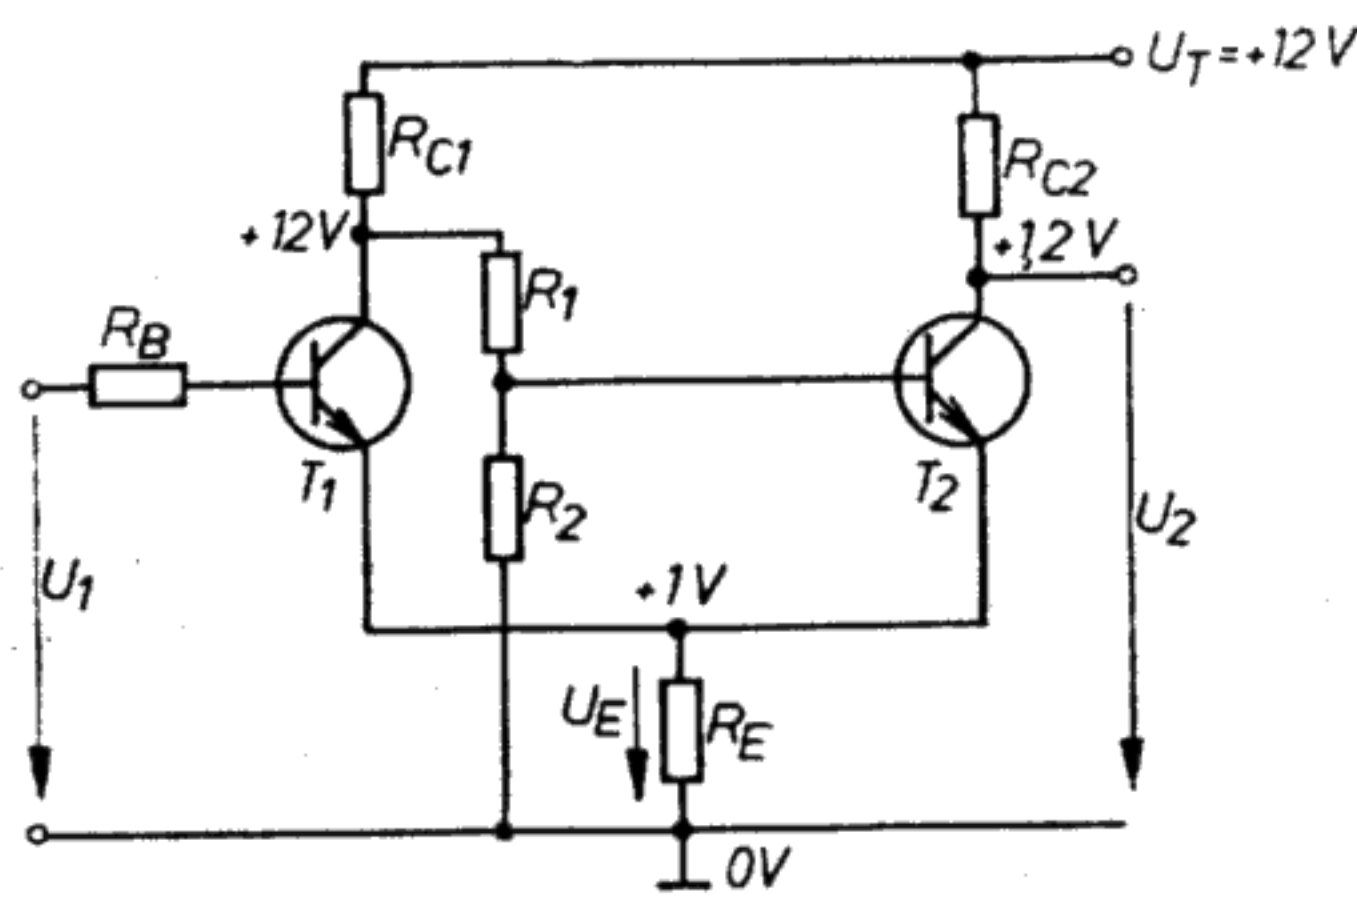 U_T = +12 V
R_C1
R_C2
+12V
+1,2 V
R_1
R_B
T_1
T_2
R_2
U_2
U_1
+1V
U_E
R_E
0V